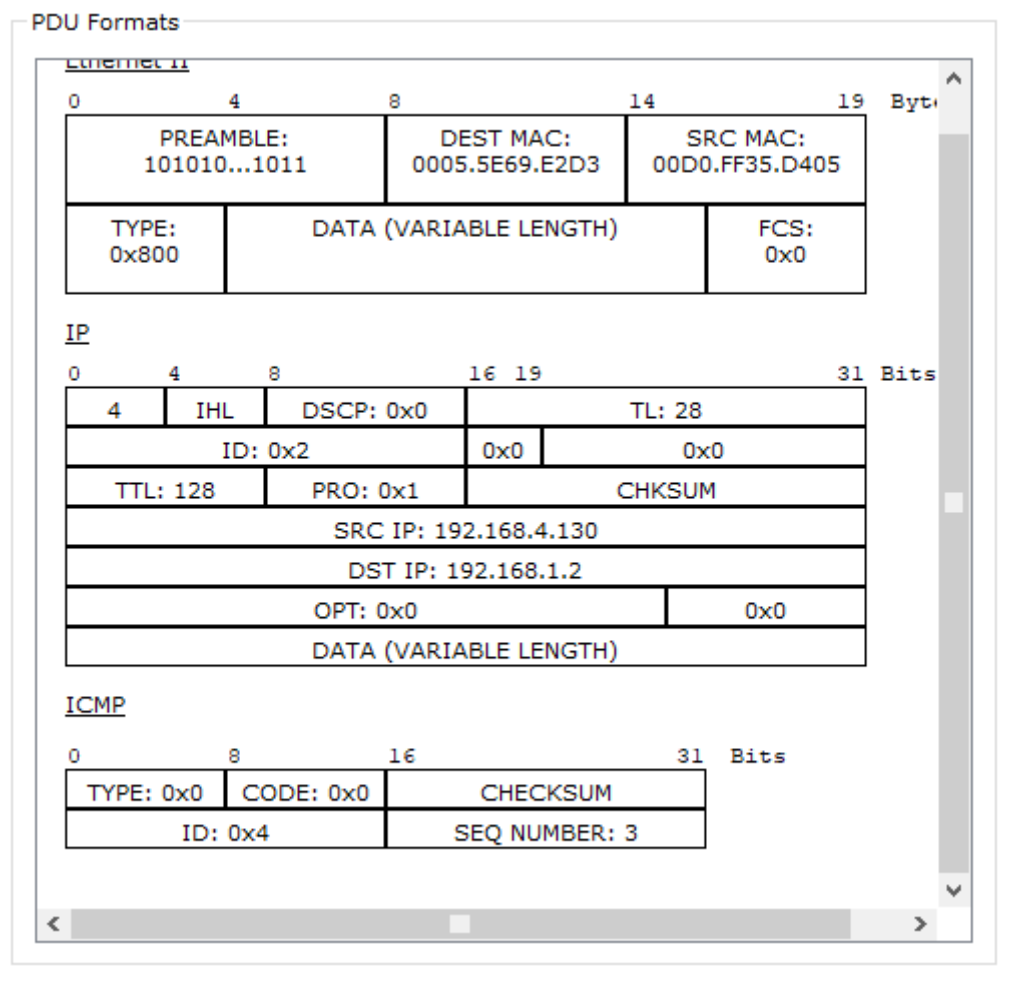 PDU Formats
Ethernet II
0 4 8 14 19 Byte
PREAMBLE: DEST MAC: SRC MAC:
101010...1011 0005.5E69.E2D3 00D0.FF35.D405
TYPE: DATA (VARIABLE LENGTH) FCS:
0x800 0x0
IP
0 4 8 16 19 31 Bits
4 IHL DSCP: 0x0 TL: 28
ID: 0x2 0x0 0x0
TTL: 128 PRO: 0x1 CHKSUM
SRC IP: 192.168.4.130
DST IP: 192.168.1.2
OPT: 0x0 0x0
DATA (VARIABLE LENGTH)
ICMP
0 8 16 31 Bits
TYPE: 0x0 CODE: 0x0 CHECKSUM
ID: 0x4 SEQ NUMBER: 3